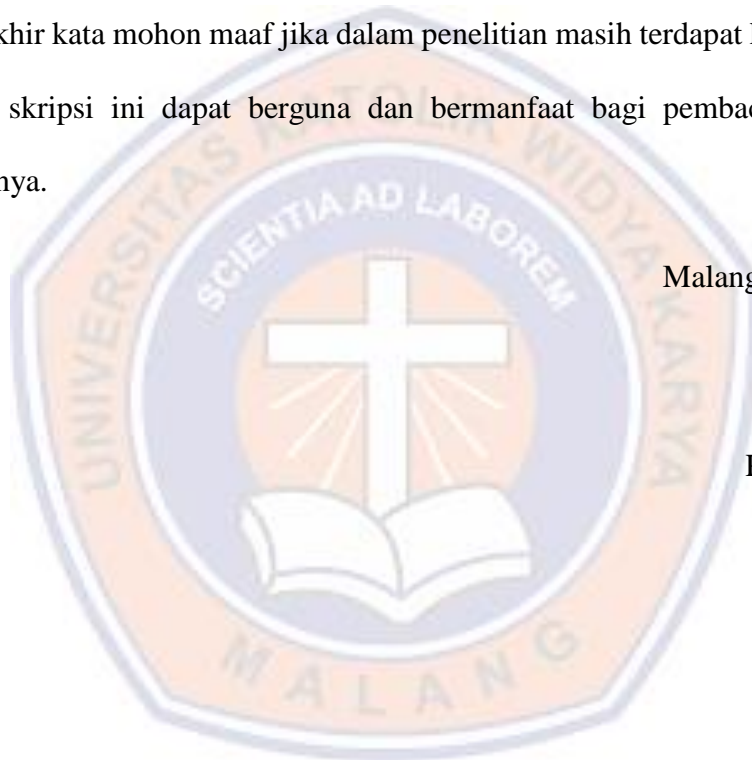 khir kata mohon maaf jika dalam penelitian masih terdapat
skripsi ini dapat berguna dan bermanfaat bagi pembac
nya.
Malang
UNIVERSITAS KATOLIK WIDYA KARYA
SCIENTIA AD LABOREM
MALANG